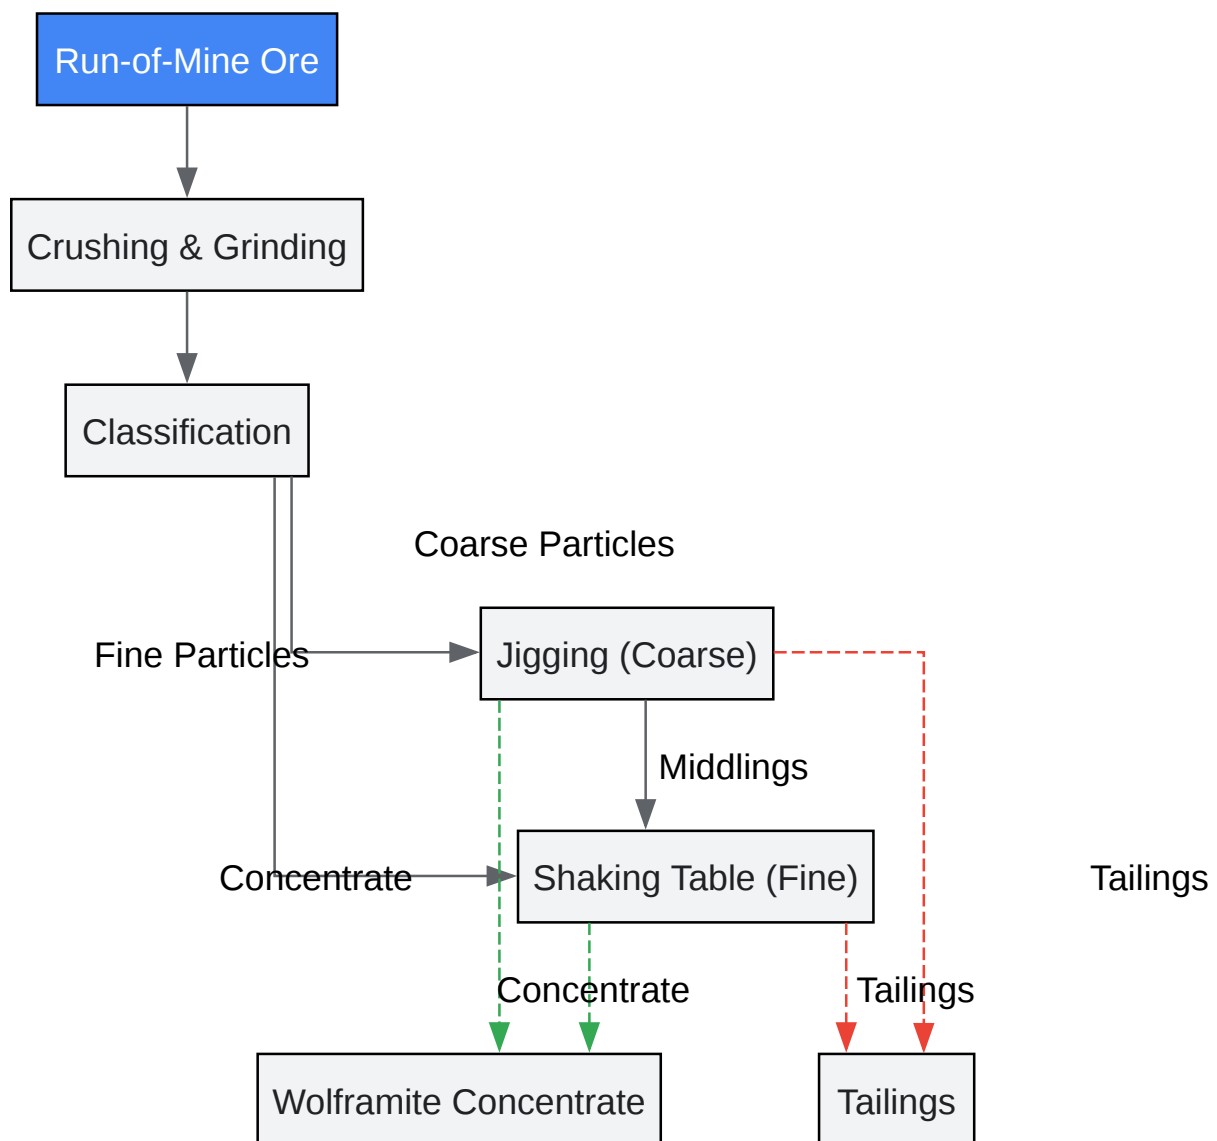 Run-of-Mine Ore
Crushing & Grinding
Classification
Coarse Particles
Fine Particles
Jigging (Coarse)
Middlings
Concentrate
Shaking Table (Fine)
Tailings
Concentrate
Tailings
Wolframite Concentrate
Tailings